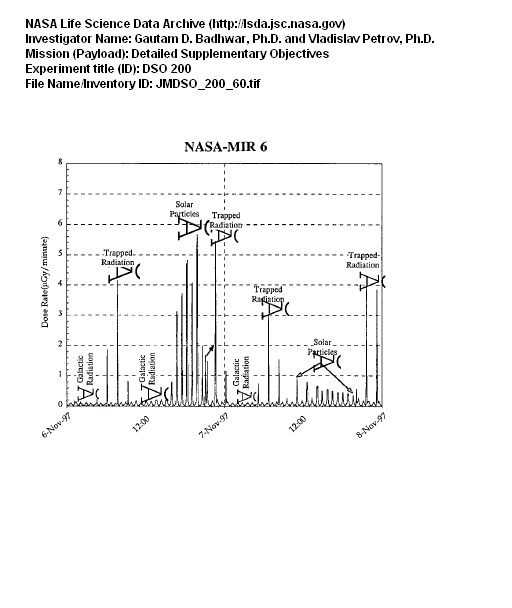 NASA Life Science Data Archive (http://lsda.jsc.nasa.gov)
Investigator Name: Gautam D. Badhwar, Ph.D. and Vladislav Petrov, Ph.D.
Mission (Payload): Detailed Supplementary Objectives
Experiment title (ID): DSO 200
File Name/Inventory ID: JMDSO_200_60.tif
NASA-MIR 6
8
7
6
5
4
3
2
1
0
Dose Rate(µGy/minute)
Galactic
Radiation
Trapped
Radiation
Galactic
Radiation
Solar
Particles
Trapped
Radiation
Galactic
Radiation
Trapped
Radiation
Solar
Particles
Trapped
Radiation
6-Nov-97
12:00
7-Nov-97
12:00
8-Nov-97